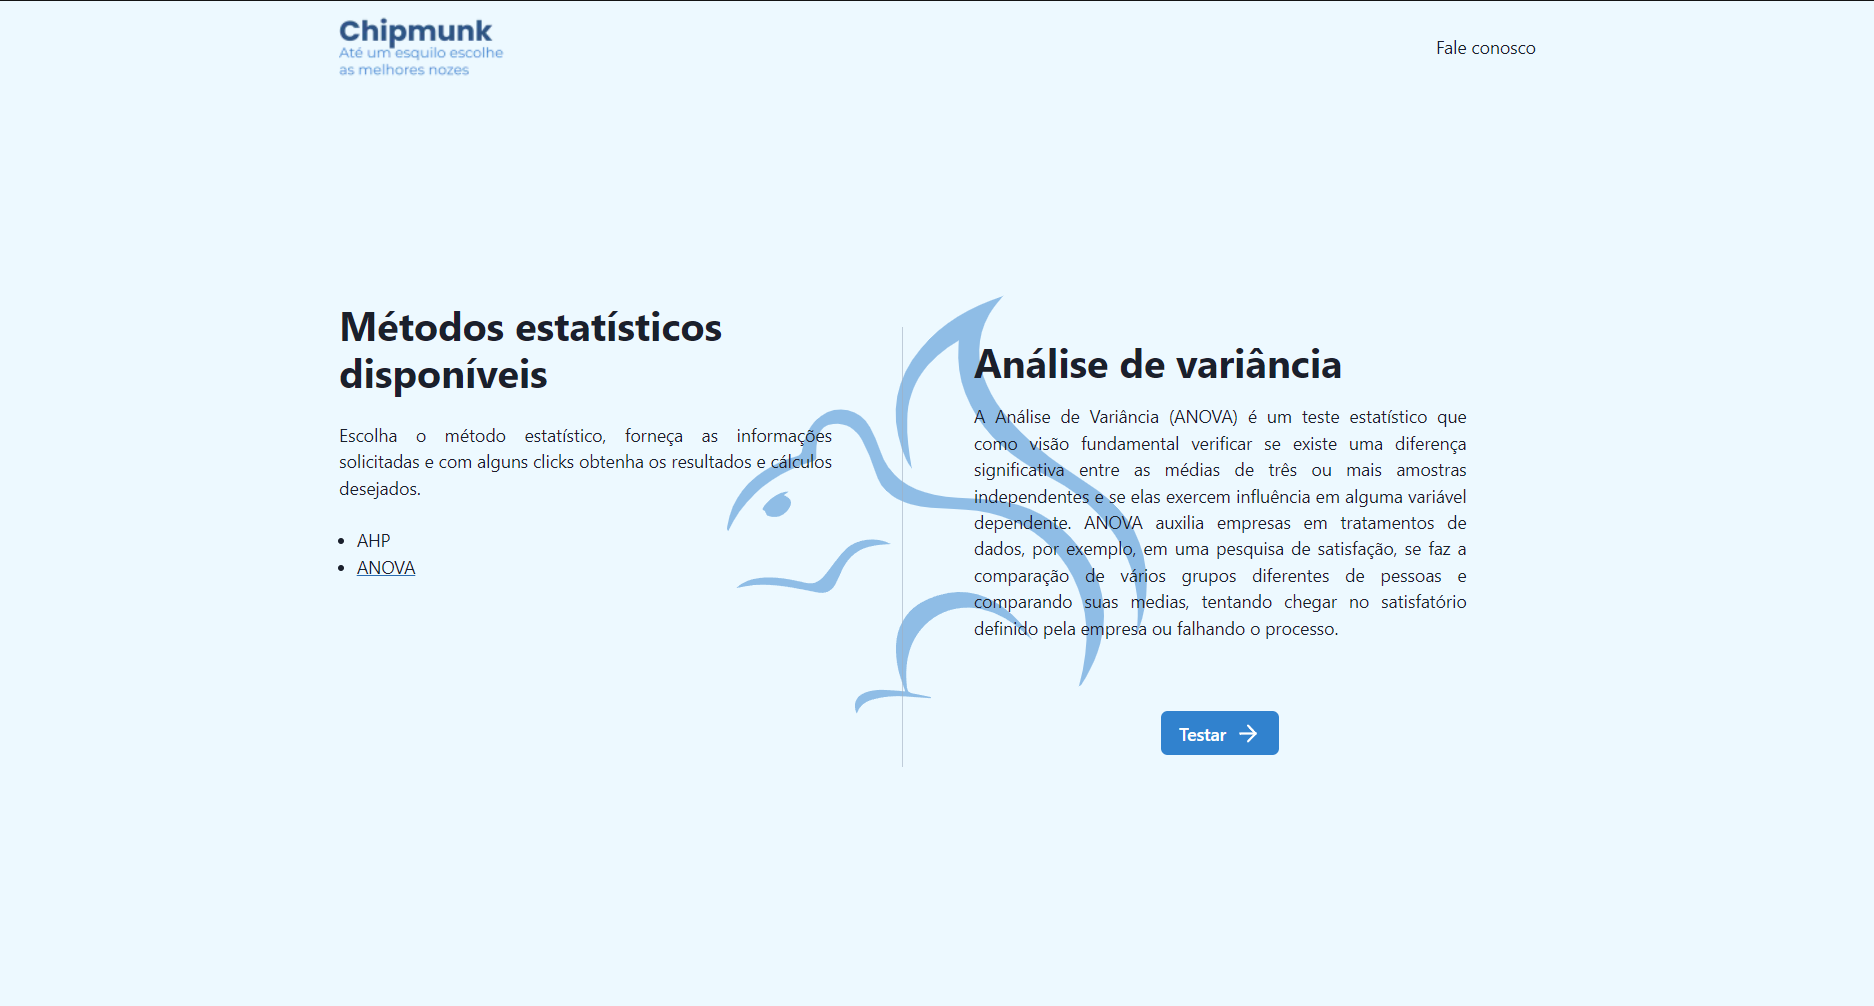 Chipmunk
Até um esquilo escolhe
as melhores nozes
Fale conosco
Métodos estatísticos
disponíveis
Escolha o método estatístico, forneça as informações
solicitadas e com alguns clicks obtenha os resultados e cálculos
desejados.
• AHP
• ANOVA
Análise de variância
A Análise de Variância (ANOVA) é um teste estatístico que
como visão fundamental verificar se existe uma diferença
significativa entre as médias de três ou mais amostras
independentes e se elas exercem influência em alguma variável
dependente. ANOVA auxilia empresas em tratamentos de
dados, por exemplo, em uma pesquisa de satisfação, se faz a
comparação de vários grupos diferentes de pessoas e
comparando suas medias, tentando chegar no satisfatório
definido pela empresa ou falhando o processo.
Testar →